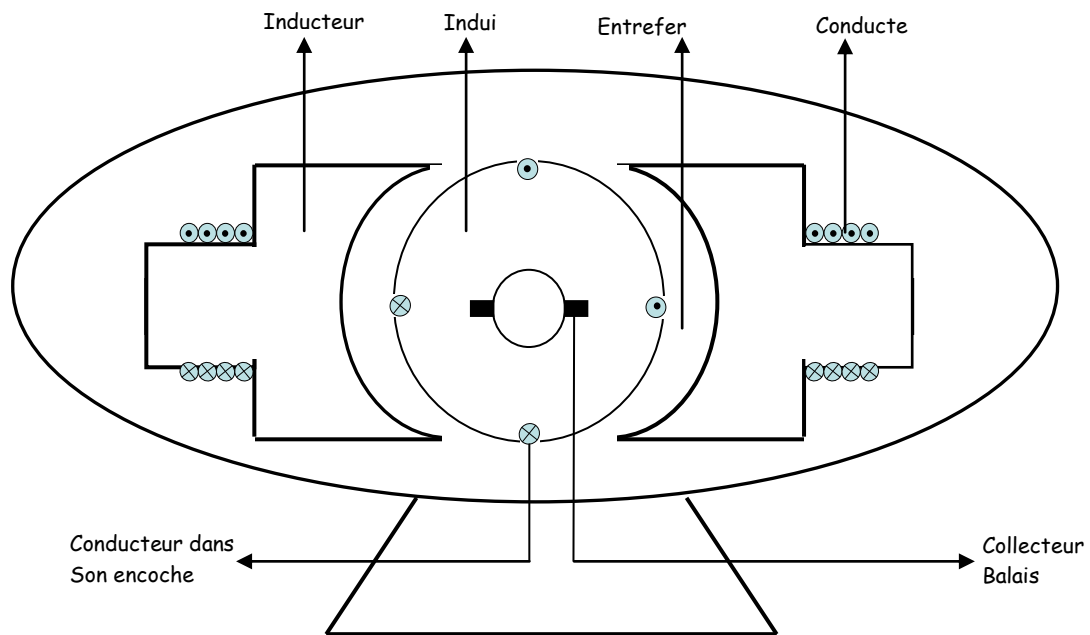 Inducteur
Indui
Entrefer
Conducte
Conducteur dans
Son encoche
Collecteur
Balais